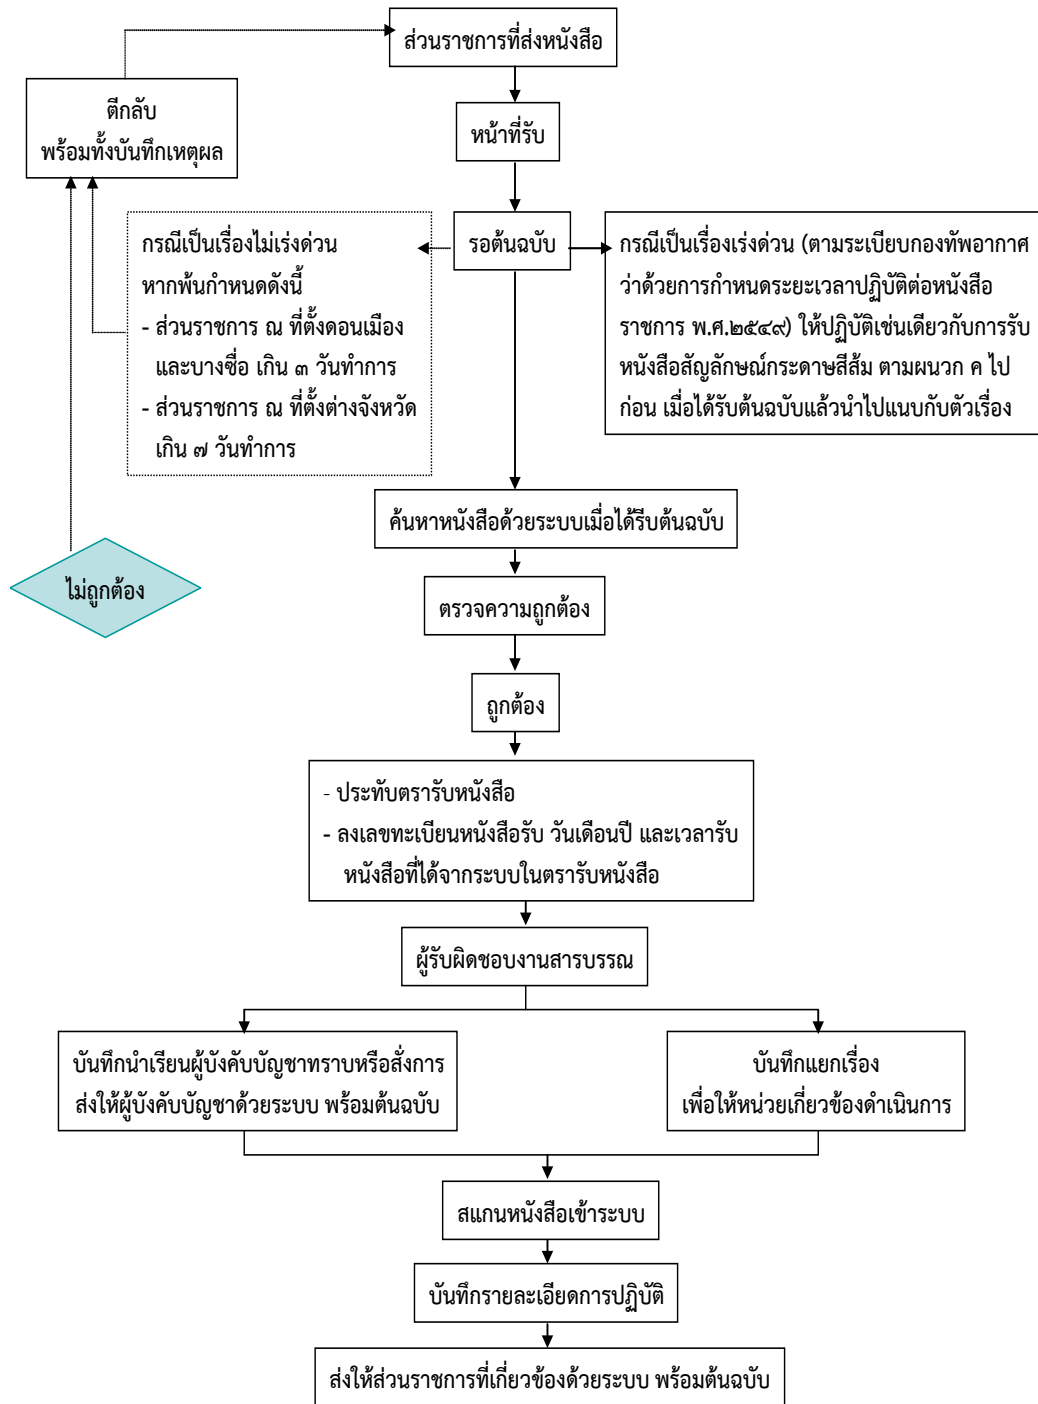 ส่วนราชการที่ส่งหนังสือ
ตีกลับ
พร้อมทั้งบันทึกเหตุผล
หน้าที่รับ
รอต้นฉบับ
กรณีเป็นเรื่องไม่เร่งด่วน
หากพ้นกำหนดดังนี้
- ส่วนราชการ ณ ที่ตั้งดอนเมือง
และบางซื่อ เกิน ๓ วันทำการ
- ส่วนราชการ ณ ที่ตั้งต่างจังหวัด
เกิน ๗ วันทำการ
กรณีเป็นเรื่องเร่งด่วน (ตามระเบียบกองทัพอากาศ
ว่าด้วยการกำหนดระยะเวลาปฏิบัติต่อหนังสือ
ราชการ พ.ศ.๒๕๔๙) ให้ปฏิบัติเช่นเดียวกับการรับ
หนังสือสัญลักษณ์กระดาษสีส้ม ตามผนวก ค ไป
ก่อน เมื่อได้รับต้นฉบับแล้วนำไปแนบกับตัวเรื่อง
ค้นหาหนังสือด้วยระบบเมื่อได้รีบต้นฉบับ
ไม่ถูกต้อง
ตรวจความถูกต้อง
ถูกต้อง
- ประทับตรารับหนังสือ
- ลงเลขทะเบียนหนังสือรับ วันเดือนปี และเวลารับ
หนังสือที่ได้จากระบบในตรารับหนังสือ
ผู้รับผิดชอบงานสารบรรณ
บันทึกนำเรียนผู้บังคับบัญชาทราบหรือสั่งการ
ส่งให้ผู้บังคับบัญชาด้วยระบบ พร้อมต้นฉบับ
บันทึกแยกเรื่อง
เพื่อให้หน่วยเกี่ยวข้องดำเนินการ
สแกนหนังสือเข้าระบบ
บันทึกรายละเอียดการปฏิบัติ
ส่งให้ส่วนราชการที่เกี่ยวข้องด้วยระบบ พร้อมต้นฉบับ